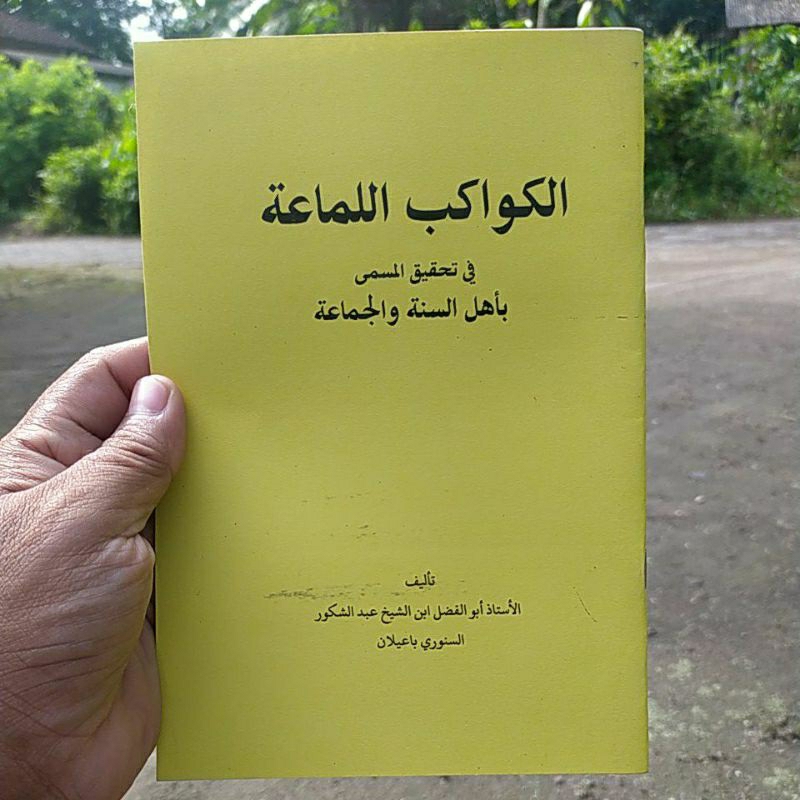 الكواكب اللماعة
في تحقيق المسمى
بأهل السنة والجماعة
تأليف
الأستاذ أبو الفضل ابن الشيخ عبد الشكور
السنوري باعيلان